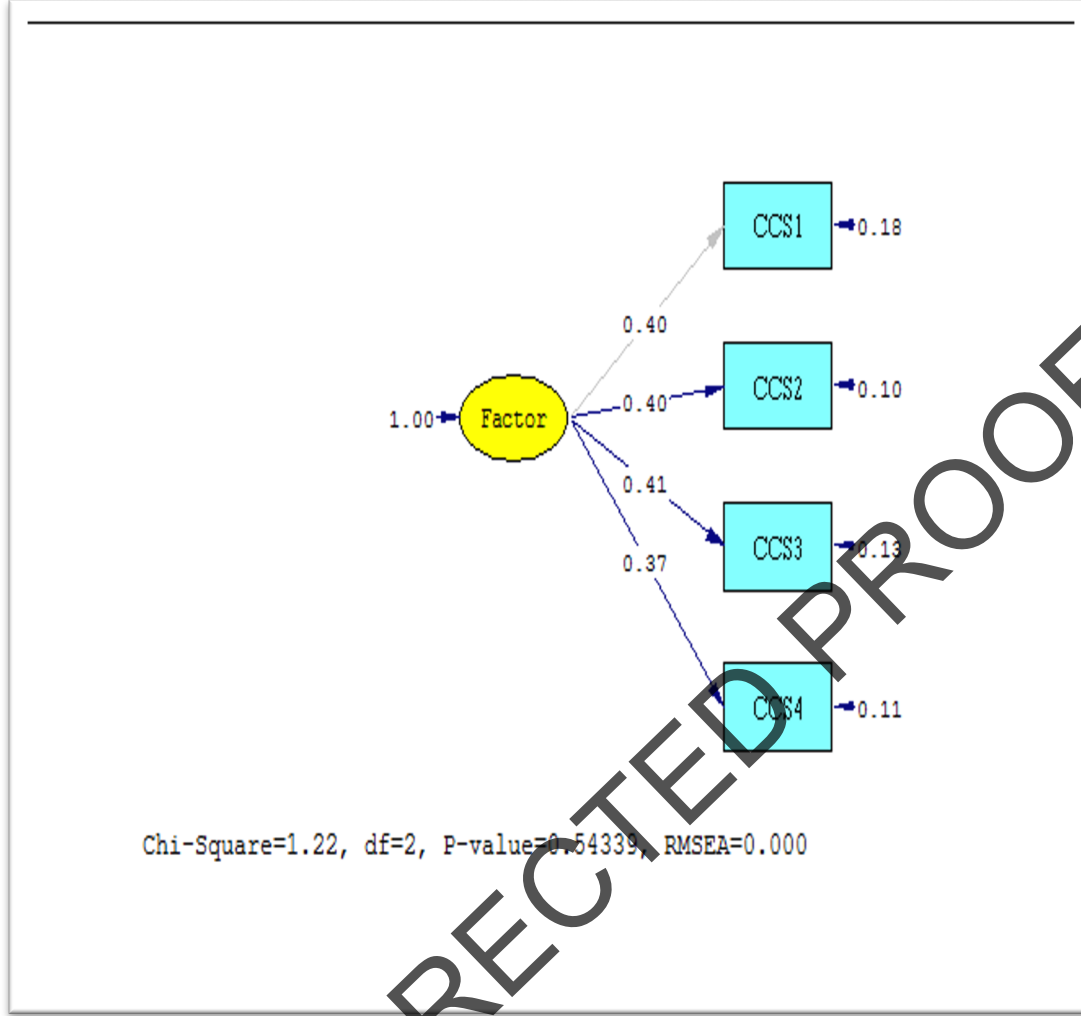 CCS1
0.18
0.40
CCS2
0.10
0.40
1.00
Factor
0.41
CCS3
0.13
0.37
CCS4
0.11
Chi-Square=1.22, df=2, P-value=0.54339, RMSEA=0.000
RECTED PROOF